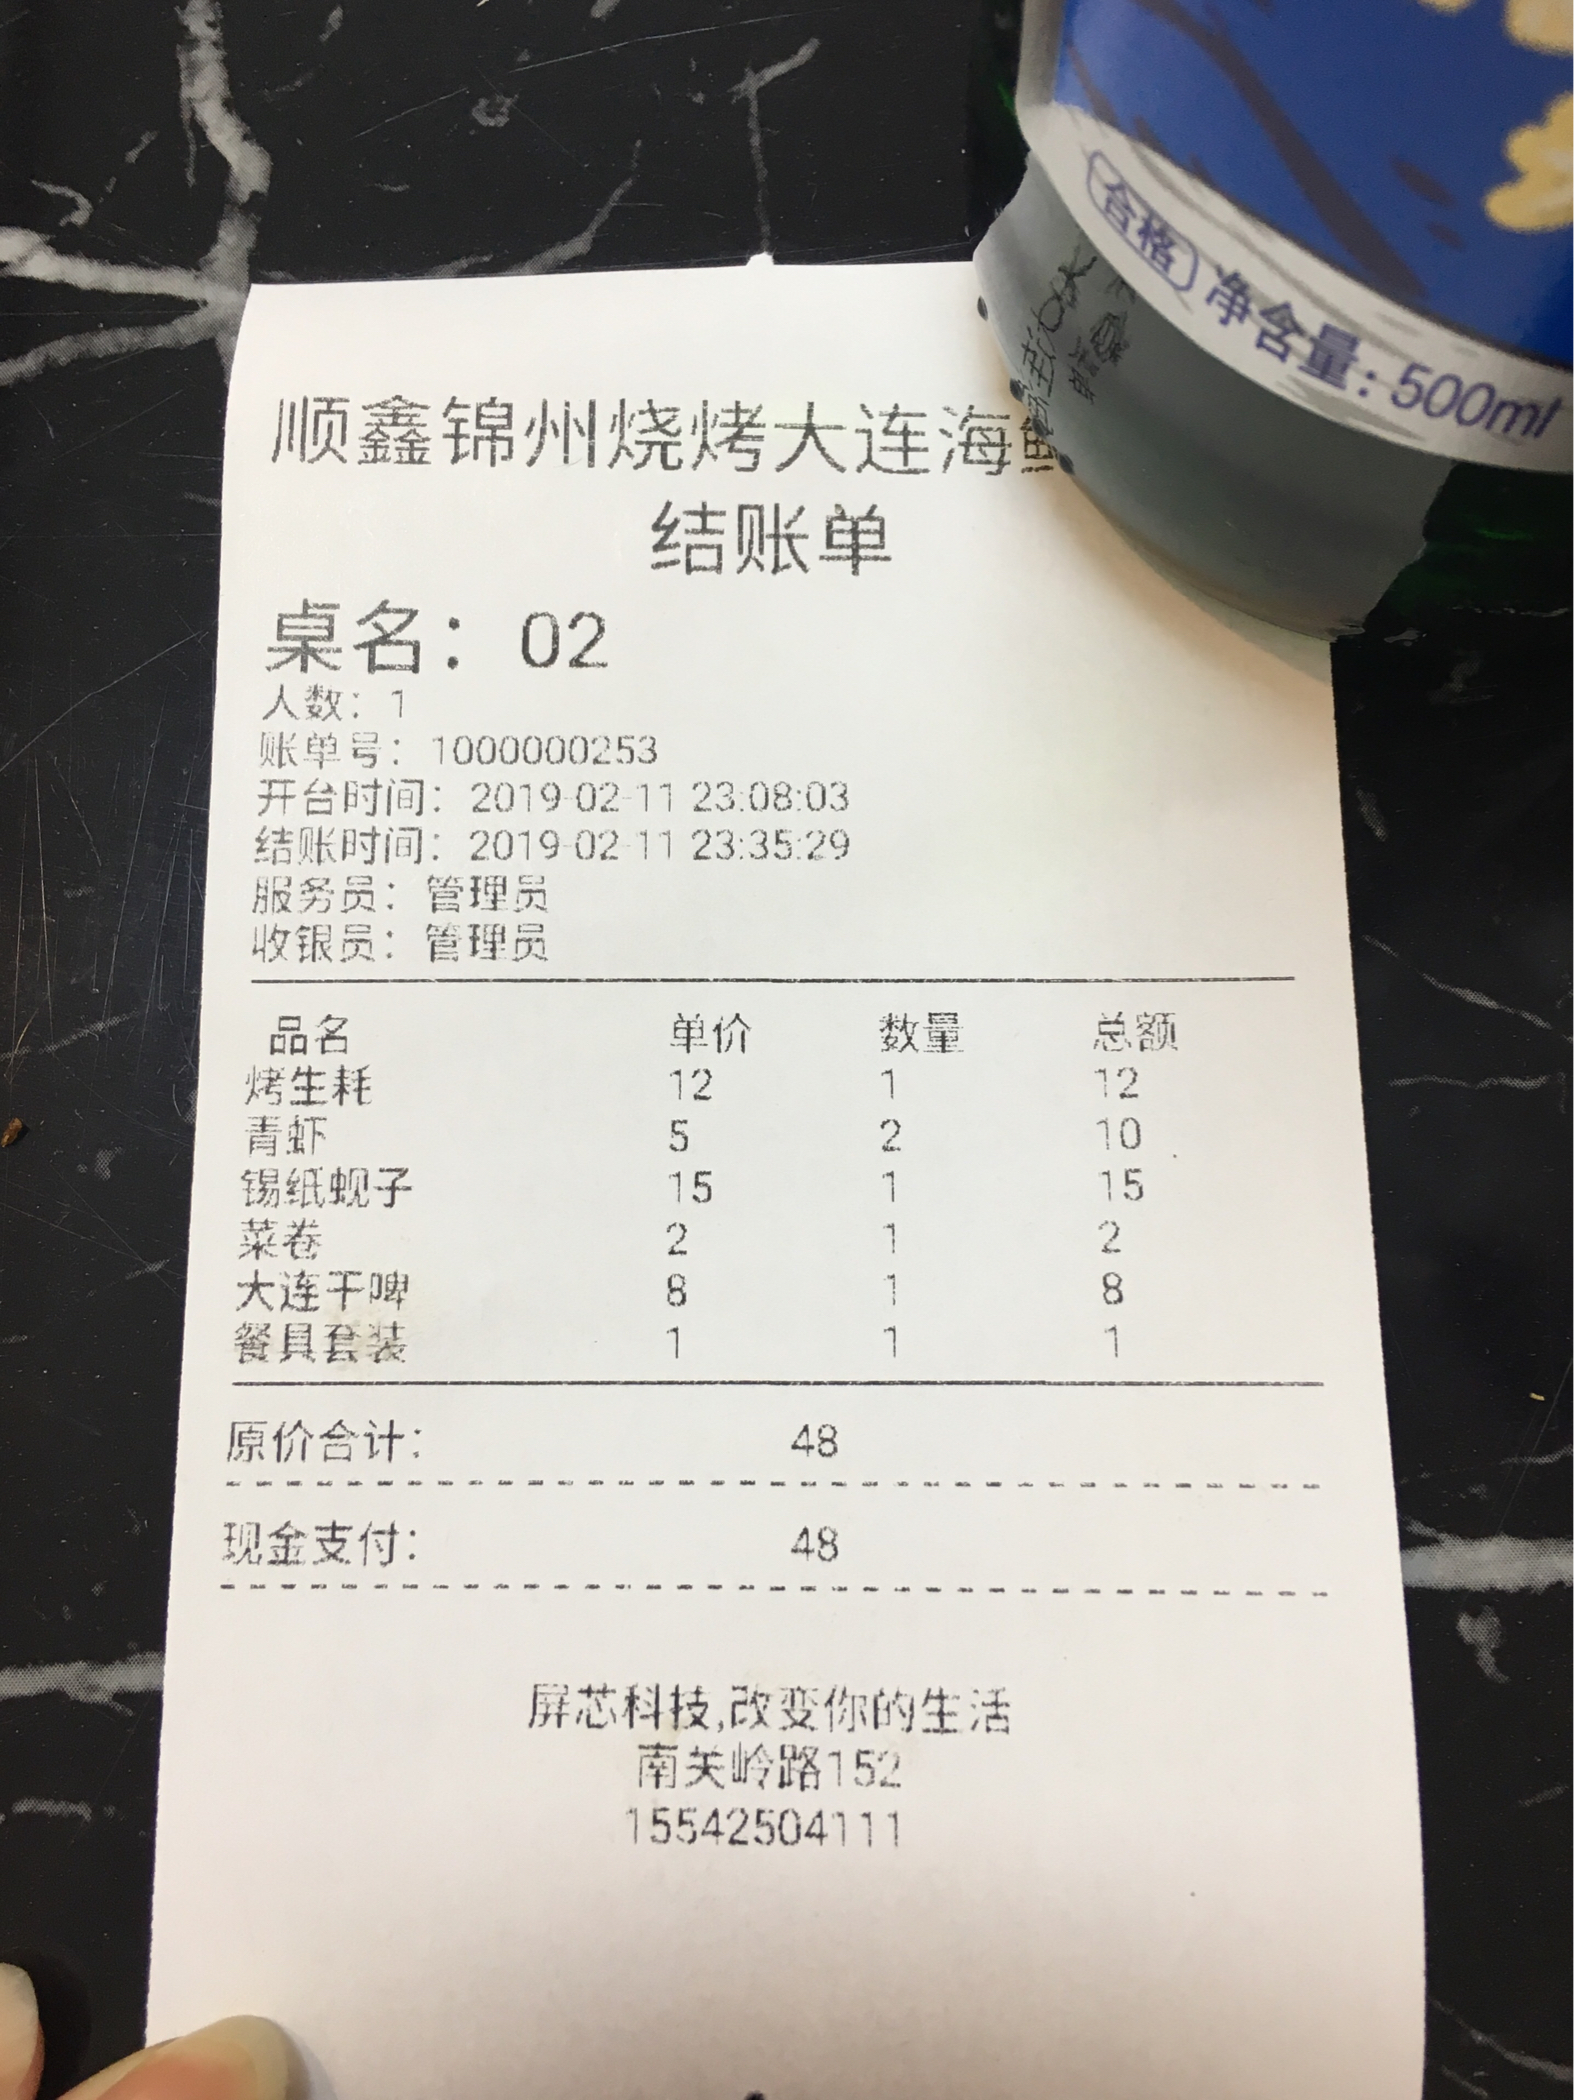 合格 净含量：500ml
顺鑫锦州烧烤大连海
结账单
桌名：02
人数：1
账单号：1000000253
开台时间：2019-02-11 23:08:03
结账时间：2019-02-11 23:35:29
服务员：管理员
收银员：管理员
品名 单价 数量 总额
烤生耗 12 1 12
青虾 5 2 10
锡纸蚬子 15 1 15
菜卷 2 1 2
大连干啤 8 1 8
餐具套装 1 1 1
原价合计： 48
现金支付： 48
屏芯科技,改变你的生活
南关岭路152
15542504111